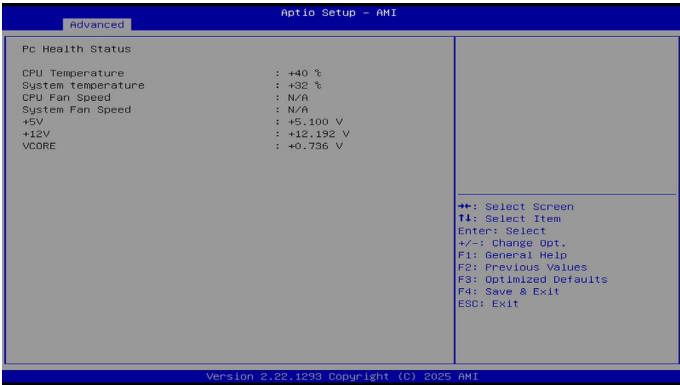 Aptio Setup – AMI
Advanced
Pc Health Status
CPU Temperature : +40 ℃
System temperature : +32 ℃
CPU Fan Speed : N/A
System Fan Speed : N/A
+5V : +5.100 V
+12V : +12.192 V
VCORE : +0.736 V
→←: Select Screen
↑↓: Select Item
Enter: Select
+/-: Change Opt.
F1: General Help
F2: Previous Values
F3: Optimized Defaults
F4: Save & Exit
ESC: Exit
Version 2.22.1293 Copyright (C) 2025 AMI